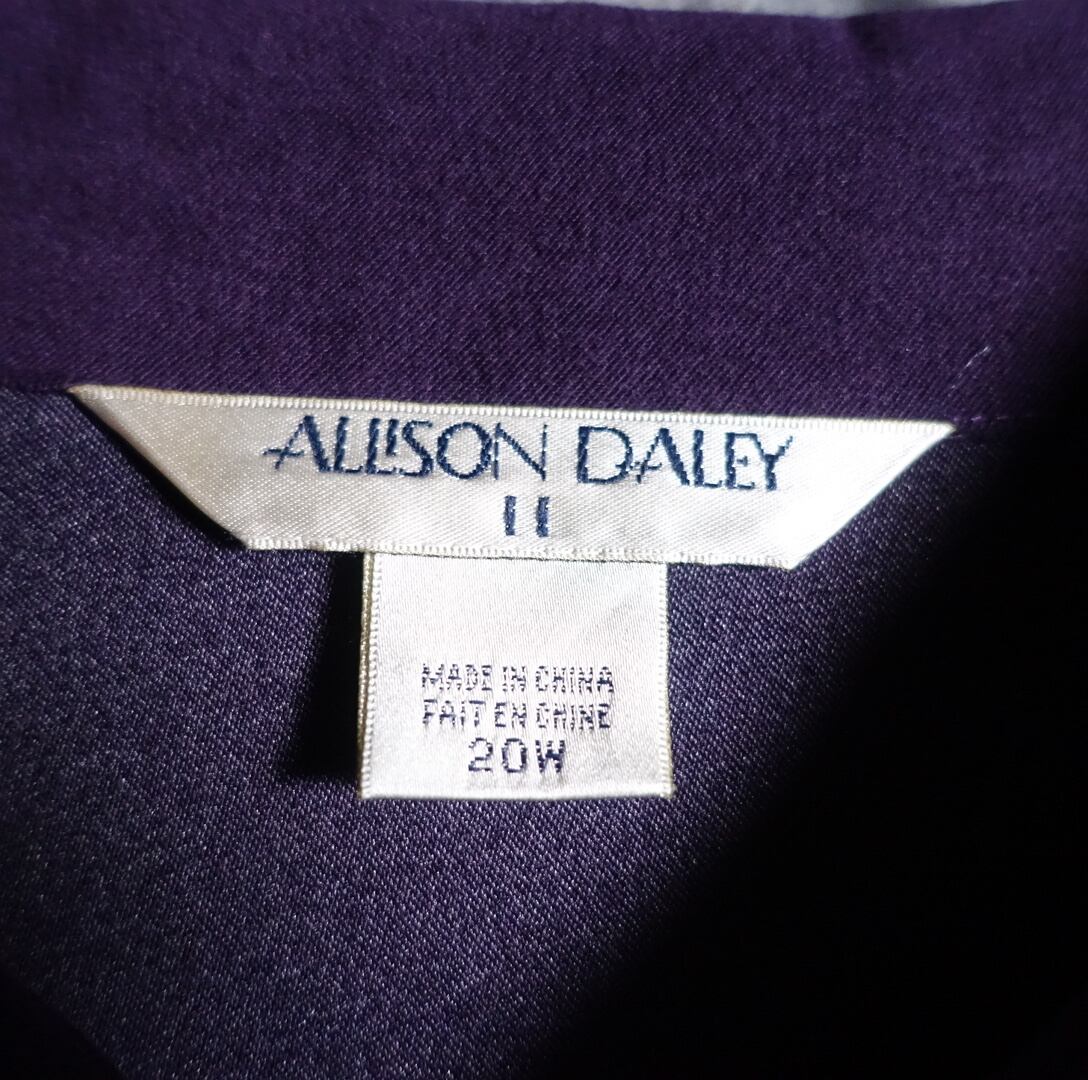 ALLISON DALEY
II
MADE IN CHINA
FAIT EN CHINE
20W